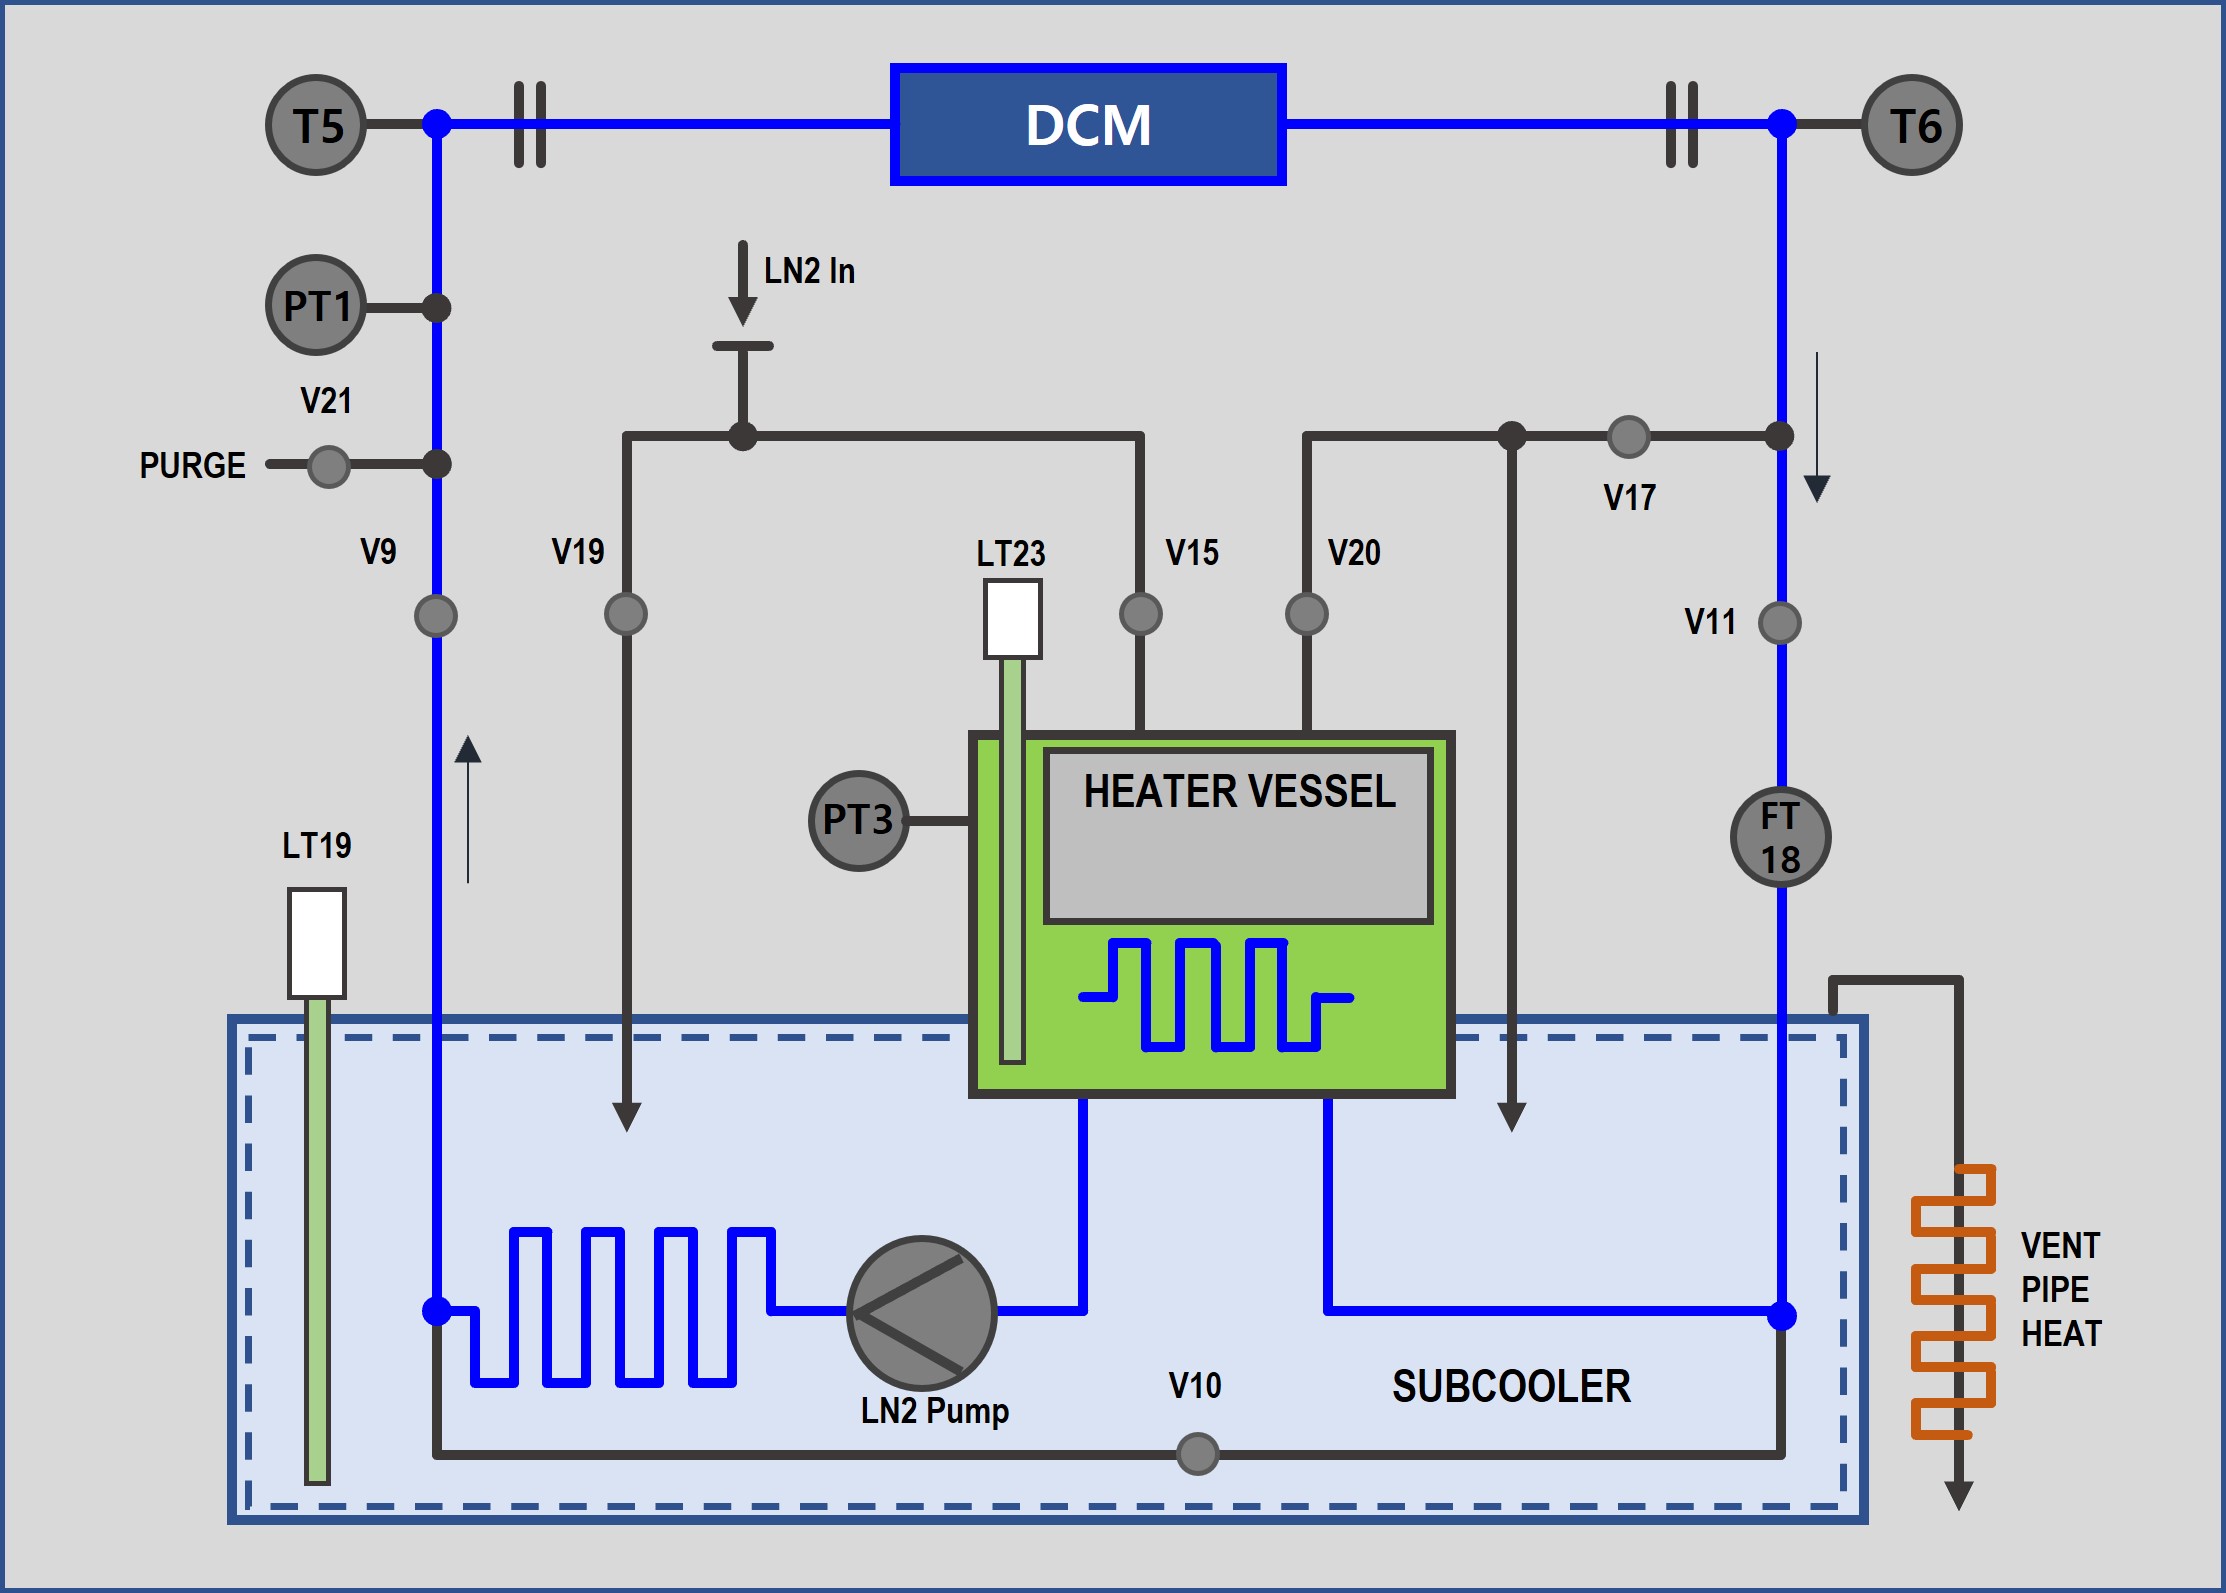 T5
DCM
T6
LN2 In
PT1
V21
PURGE
V17
V9
V19
LT23
V15
V20
V11
HEATER VESSEL
PT3
FT
18
LT19
VENT
PIPE
HEAT
V10
SUBCOOLER
LN2 Pump